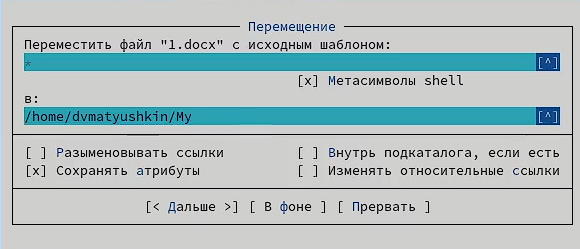 Перемещение
Переместить файл "1.docx" с исходным шаблоном:
* [^]
[x] Метасимволы shell
в:
/home/dvmatyushkin/My [^]
[ ] Разыменовывать ссылки [ ] Внутрь подкаталога, если есть
[x] Сохранять атрибуты [ ] Изменять относительные ссылки
[< Дальше >] [ В фоне ] [ Прервать ]